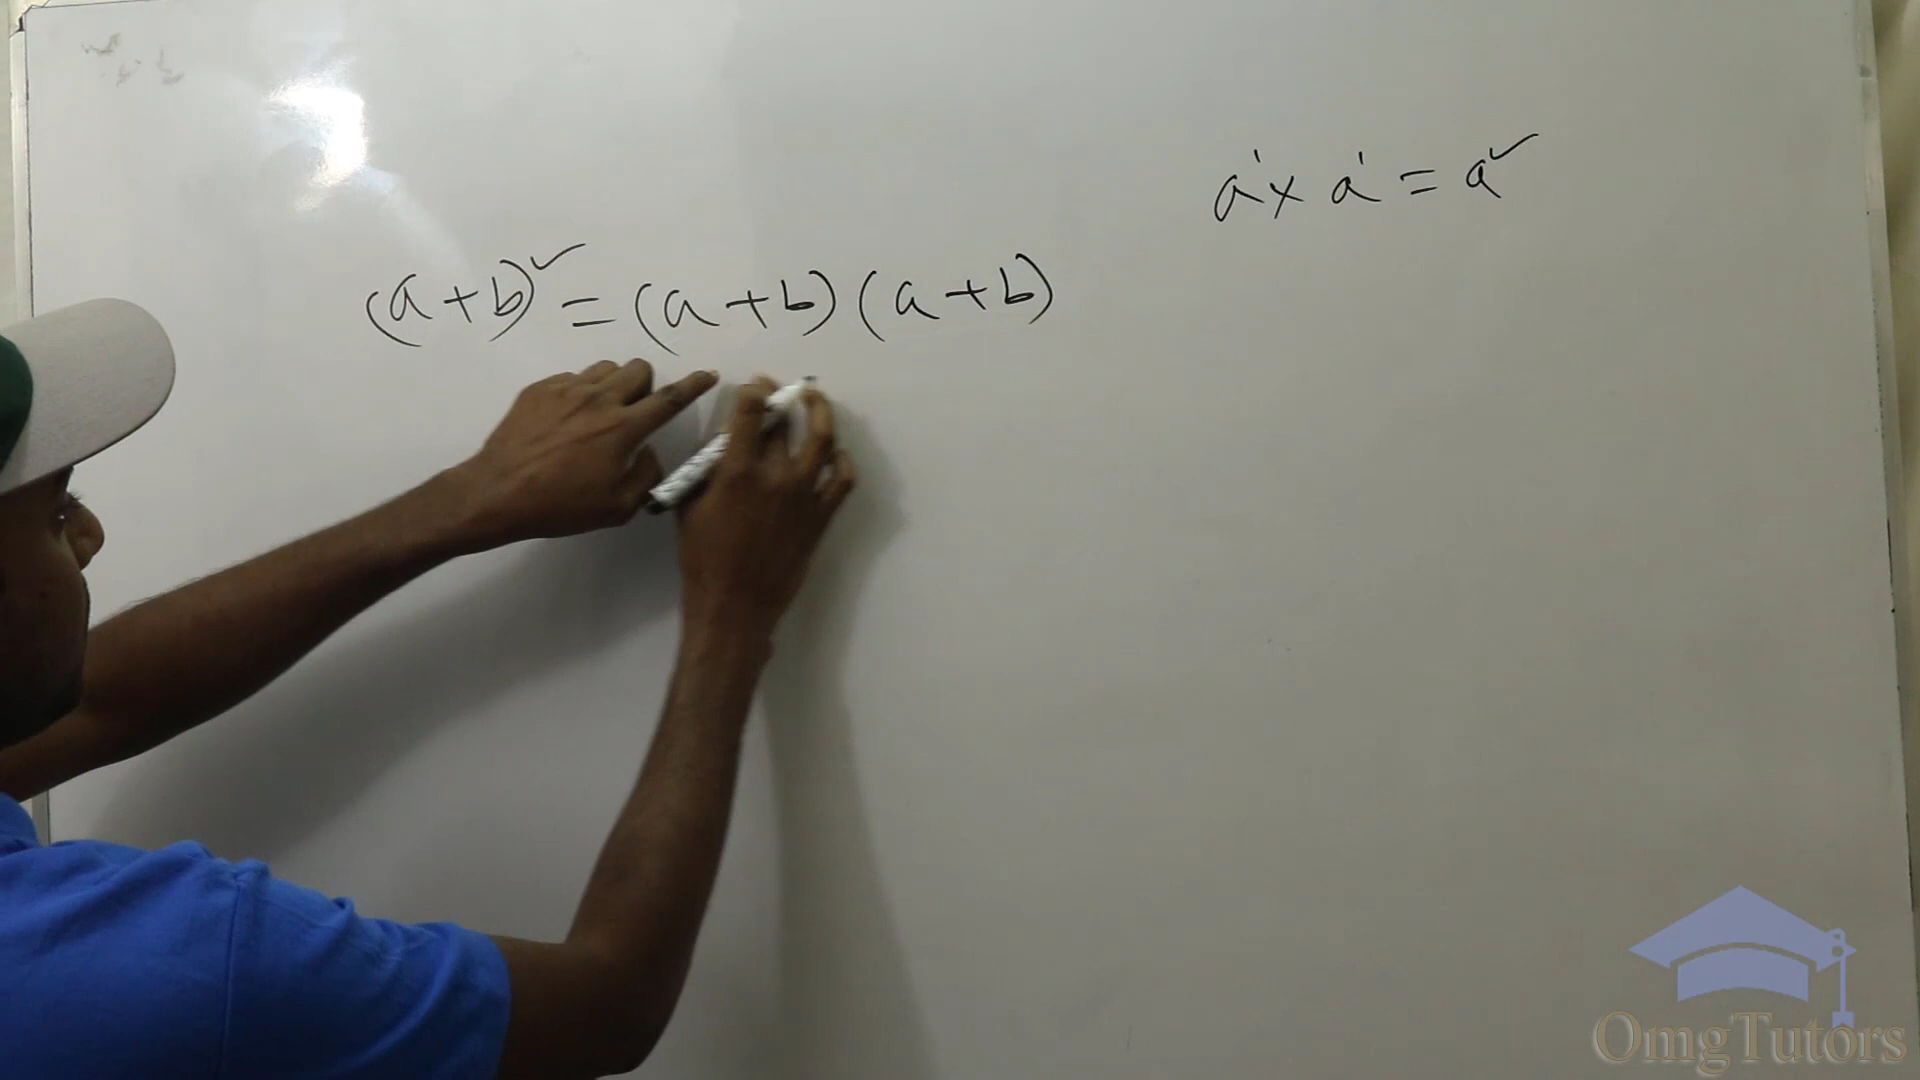 a¹ × a¹ = a²
(a + b)² = (a + b) (a + b)
OmgTutors